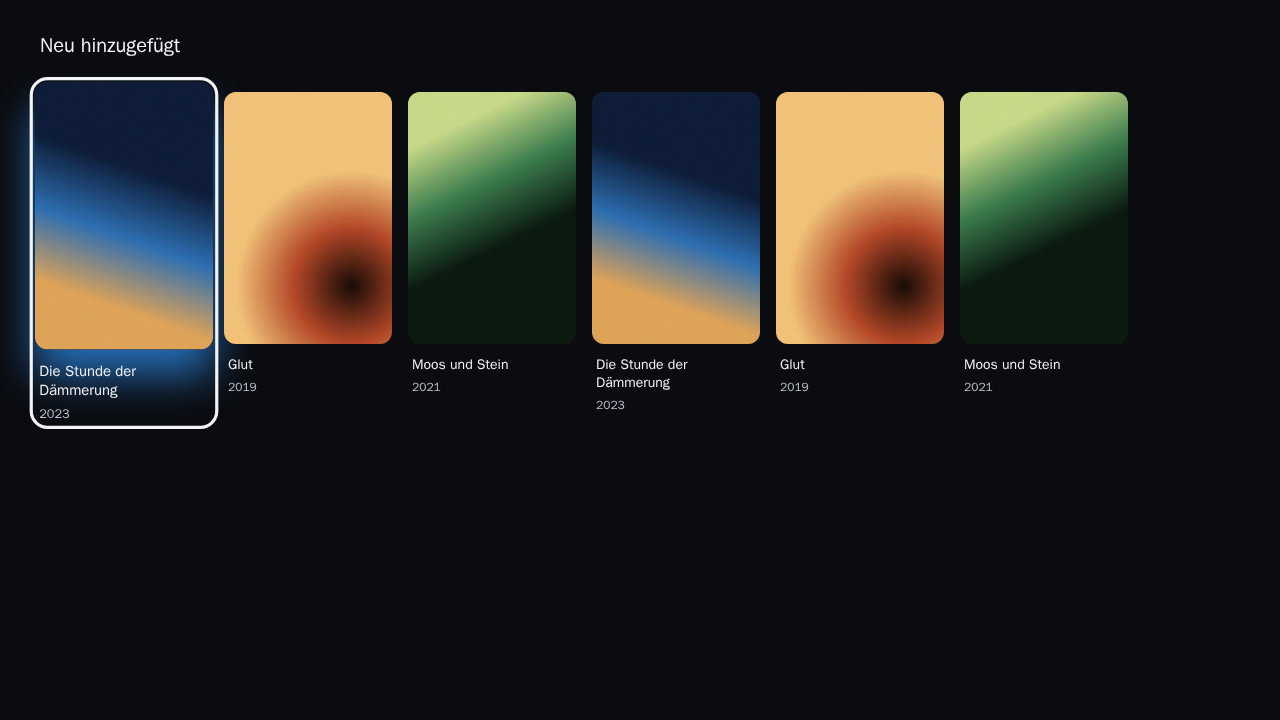 Neu hinzugefügt
Die Stunde der
Dämmerung
2023
Glut
2019
Moos und Stein
2021
Die Stunde der
Dämmerung
2023
Glut
2019
Moos und Stein
2021